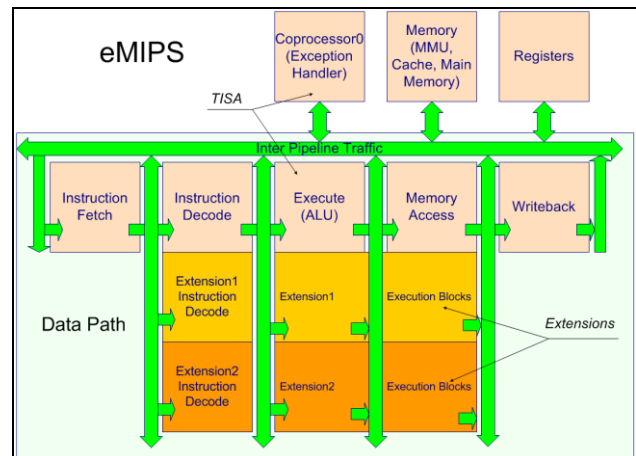 eMIPS
Coprocessor0
(Exception
Handler)
Memory
(MMU,
Cache, Main
Memory)
Registers
TISA
Inter Pipeline Traffic
Instruction
Fetch
Instruction
Decode
Execute
(ALU)
Memory
Access
Writeback
Data Path
Extension1
Instruction
Decode
Extension1
Execution Blocks
Extensions
Extension2
Instruction
Decode
Extension2
Execution Blocks